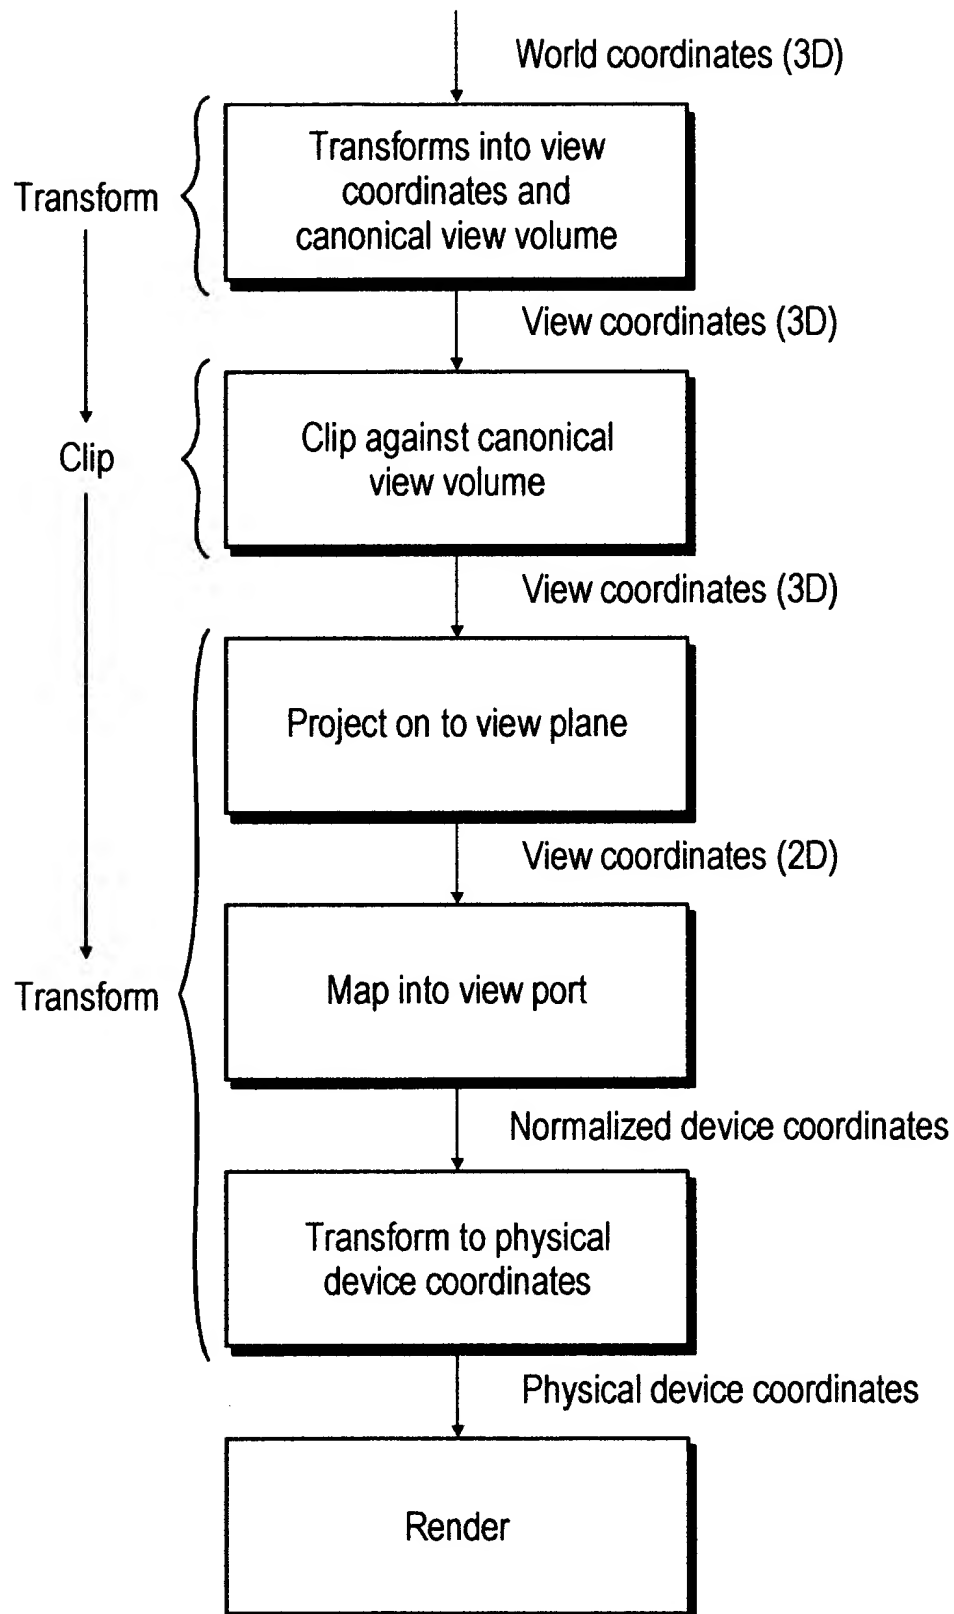 World coordinates (3D)
Transforms into view
coordinates and
canonical view volume
Transform
View coordinates (3D)
Clip against canonical
view volume
Clip
View coordinates (3D)
Project on to view plane
View coordinates (2D)
Map into view port
Transform
Normalized device coordinates
Transform to physical
device coordinates
Physical device coordinates
Render